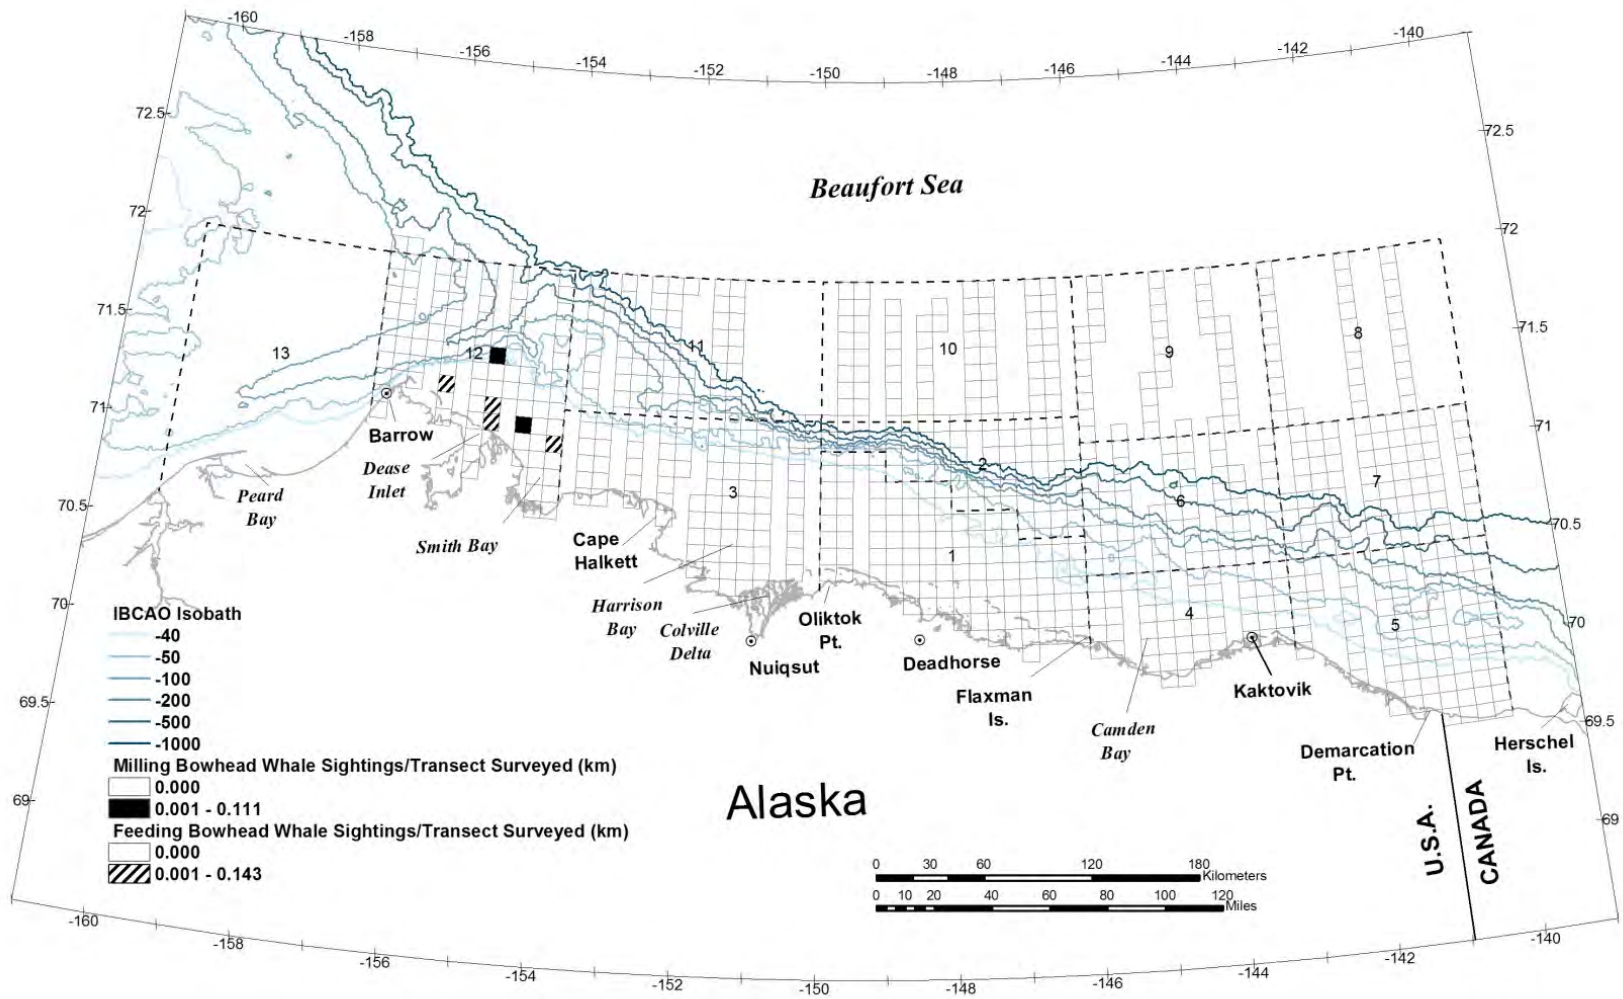 -160
-158
-156
-154
-152
-150
-148
-146
-144
-142
-140
72.5
72
71.5
71
70.5
70
69.5
69
72.5
72
71.5
71
70.5
70
69.5
69
Beaufort Sea
13
12
11
10
9
8
3
2
1
6
7
4
5
Barrow
Peard
Bay
Dease
Inlet
Smith Bay
Cape
Halkett
Harrison
Bay
Colville
Delta
Nuiqsut
Oliktok
Pt.
Deadhorse
Flaxman
Is.
Camden
Bay
Kaktovik
Demarcation
Pt.
Herschel
Is.
U.S.A.
CANADA
Alaska
IBCAO Isobath
-40
-50
-100
-200
-500
-1000
Milling Bowhead Whale Sightings/Transect Surveyed (km)
0.000
0.001 - 0.111
Feeding Bowhead Whale Sightings/Transect Surveyed (km)
0.000
0.001 - 0.143
0 30 60 120 180
Kilometers
0 10 20 40 60 80 100 120
Miles
-160
-158
-156
-154
-150
-148
-146
-144
-142
-140